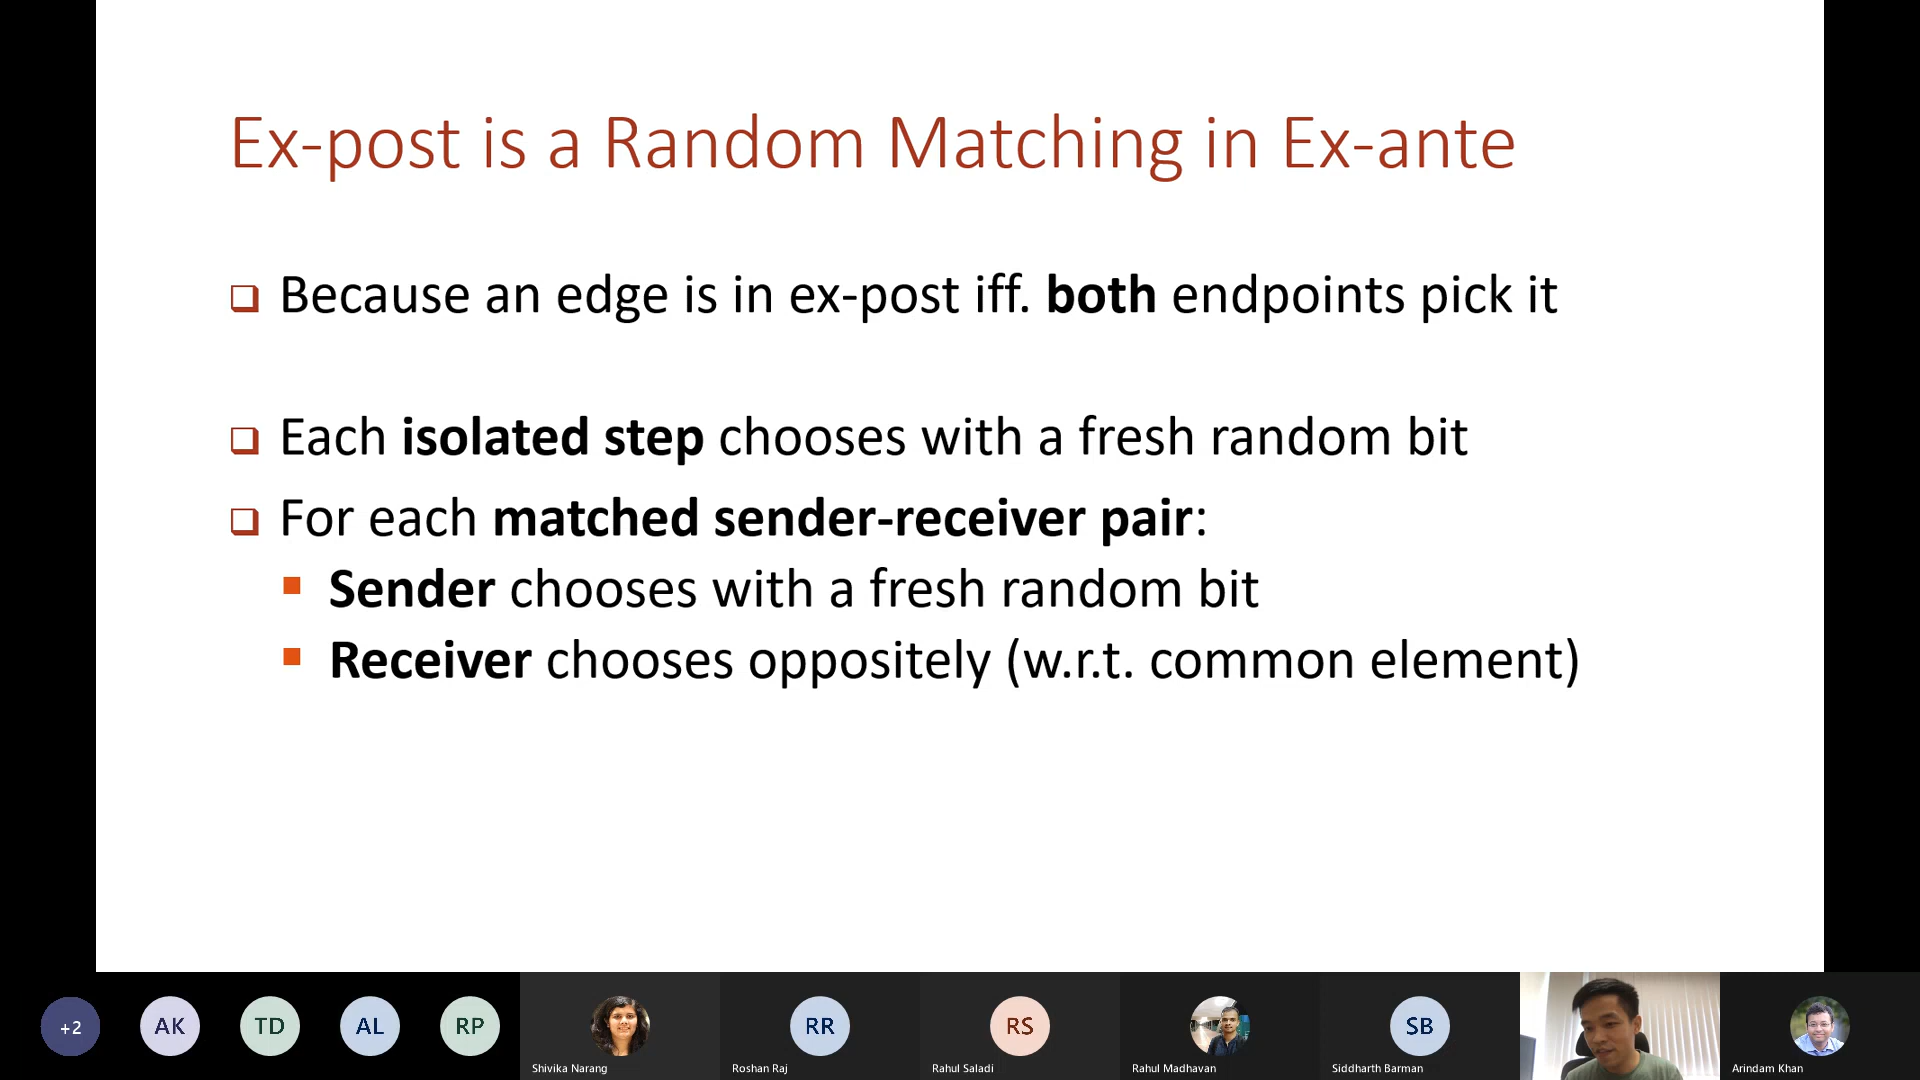 Ex-post is a Random Matching in Ex-ante
Because an edge is in ex-post iff. both endpoints pick it
Each isolated step chooses with a fresh random bit
For each matched sender-receiver pair:
Sender chooses with a fresh random bit
Receiver chooses oppositely (w.r.t. common element)
+2
AK
TD
AL
RP
RR
RS
SB
Shivika Narang
Roshan Raj
Rahul Saladi
Rahul Madhavan
Siddharth Barman
Arindam Khan